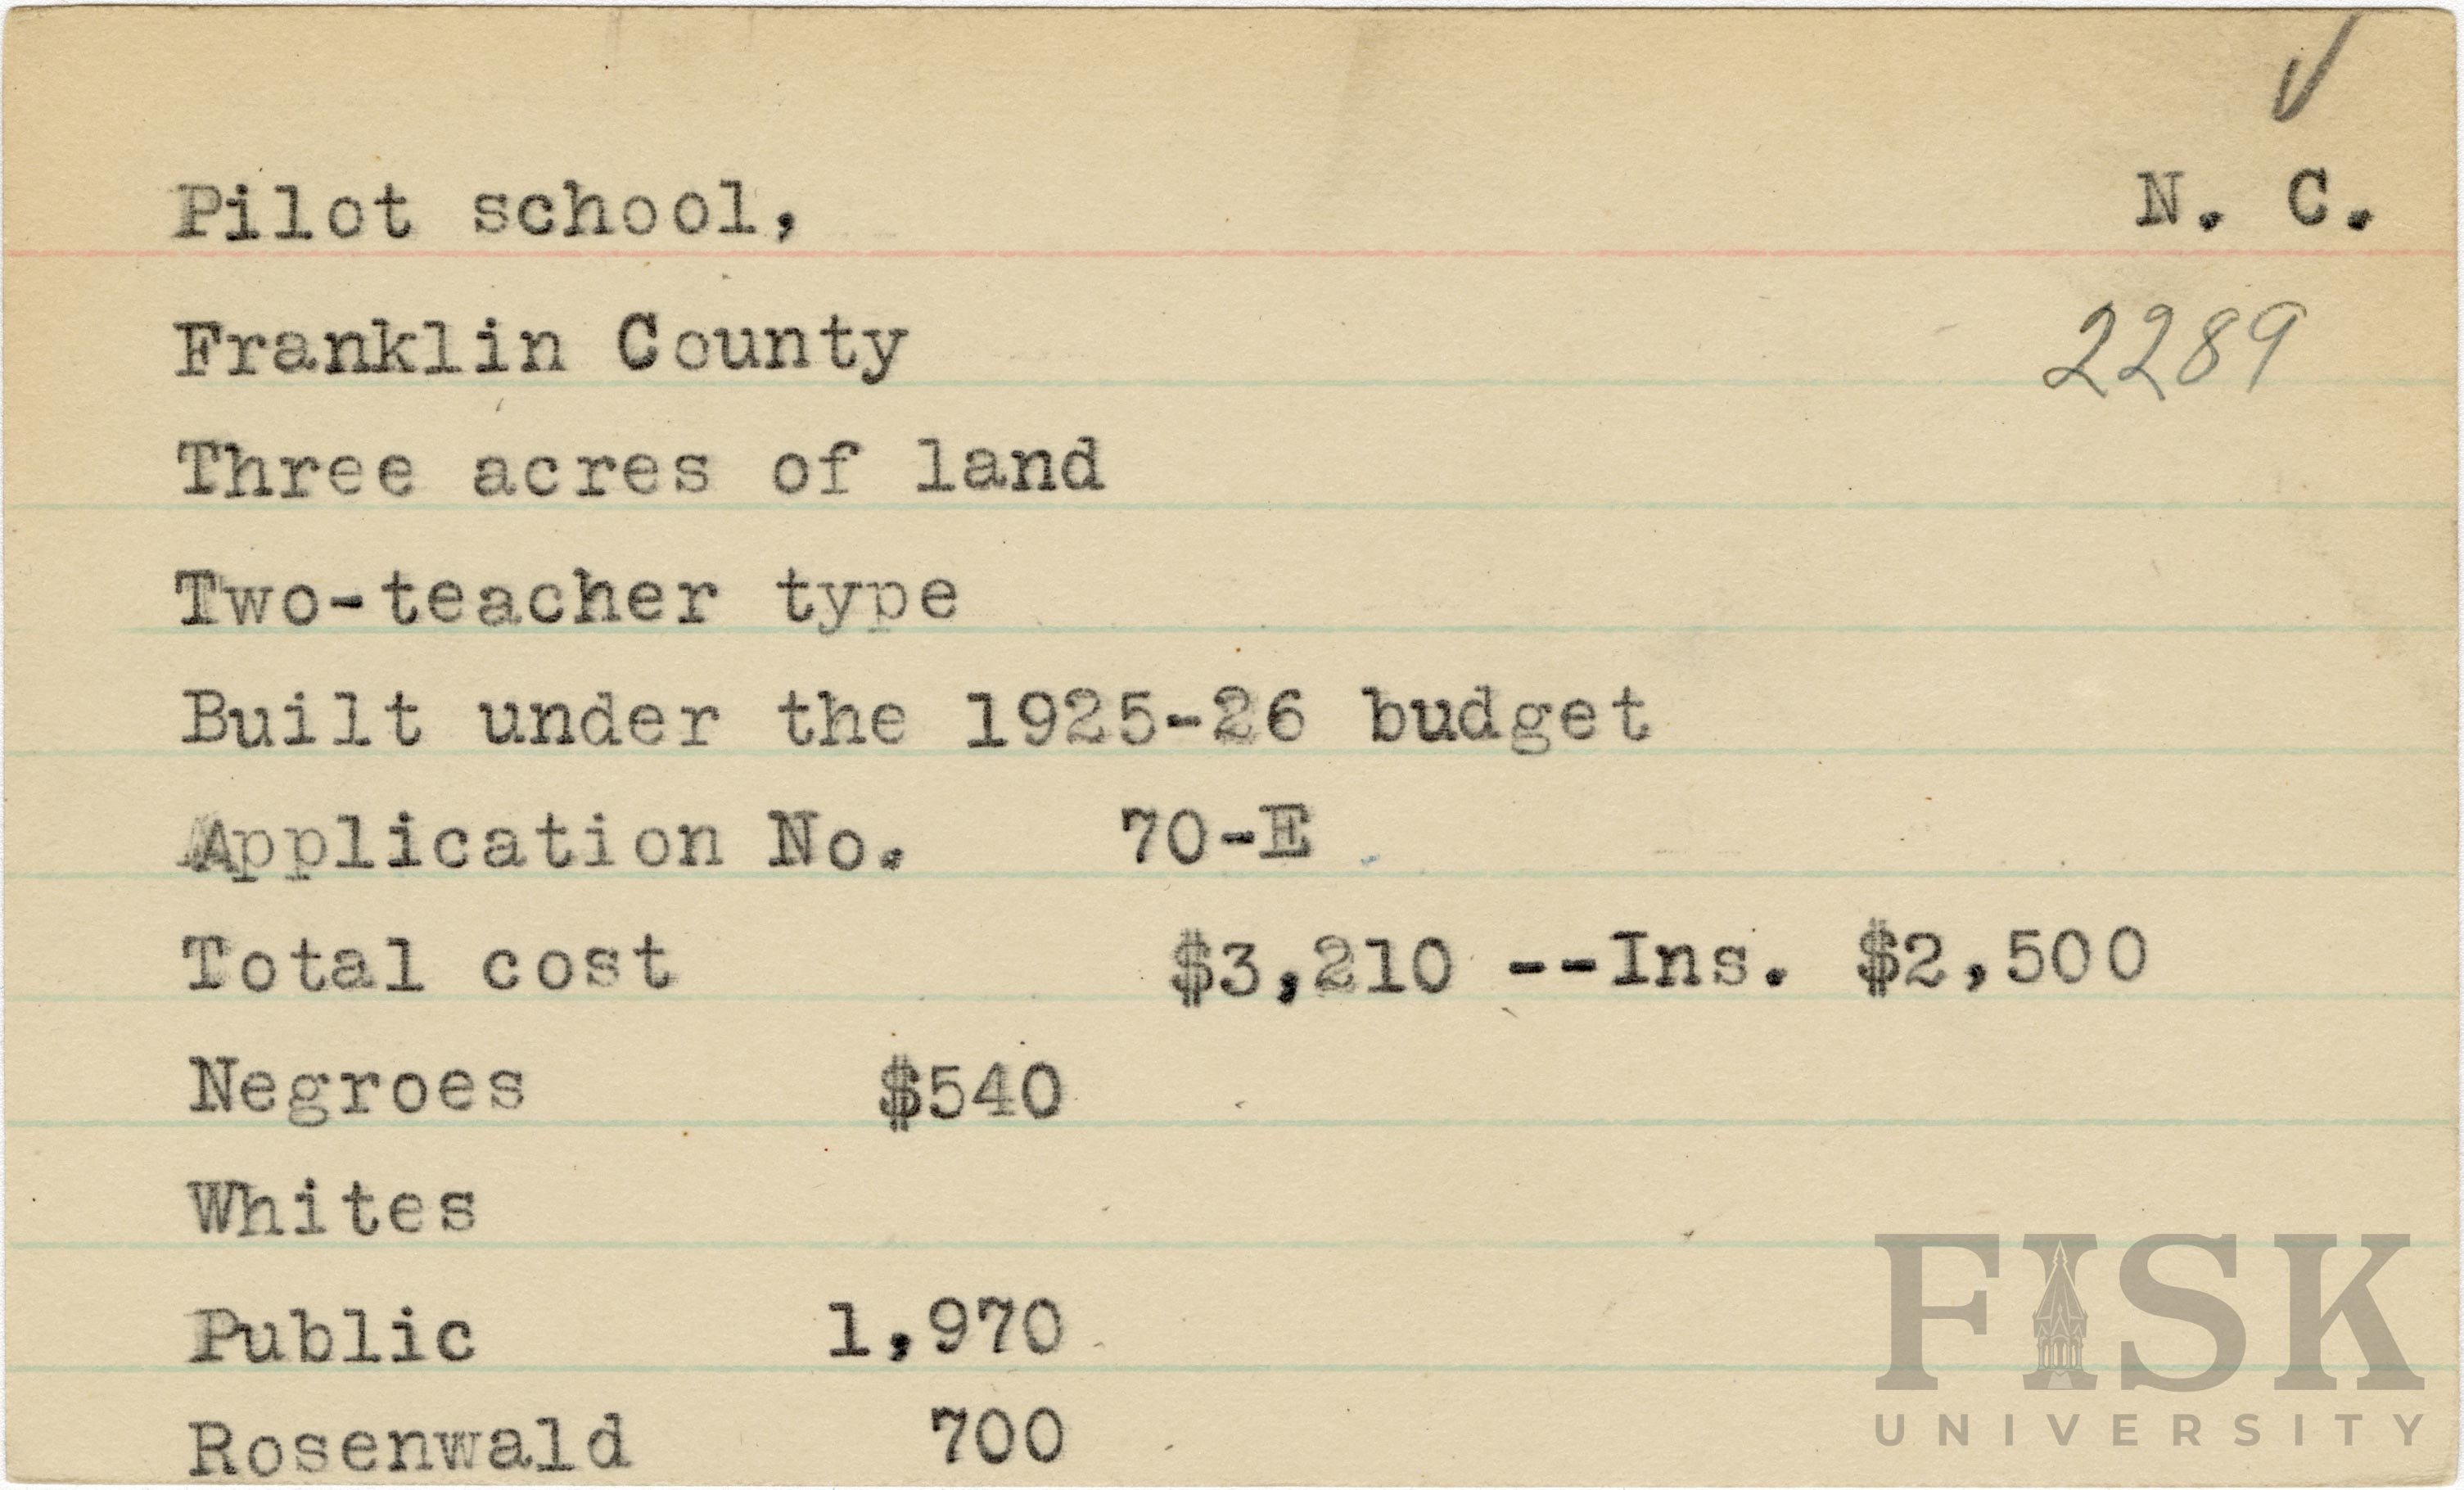 ✓
Pilot school, N. C.
Franklin County 2289
Three acres of land
Two-teacher type
Built under the 1925-26 budget
Application No. 70-E
Total cost $3,210 --Ins. $2,500
Negroes $540
Whites
Public 1,970
Rosenwald 700
FISK
UNIVERSITY